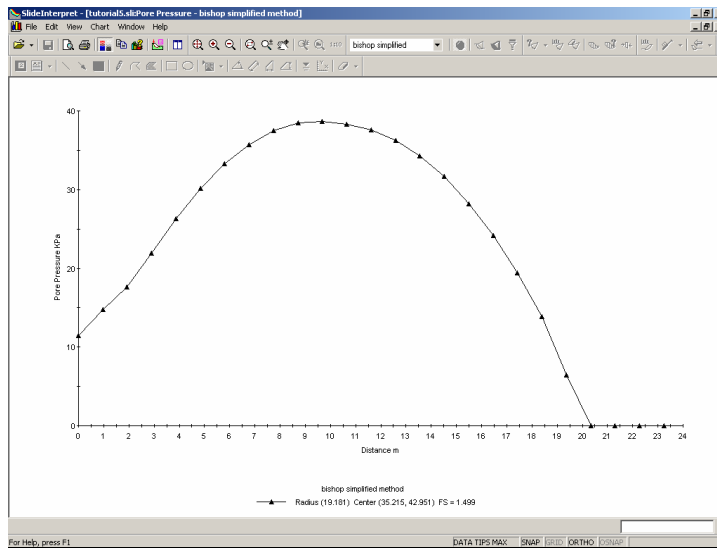 SlideInterpret - [tutorial5.sli:Pore Pressure - bishop simplified method]
File Edit View Chart Window Help
1:10 bishop simplified
40
30
20
10
0
Pore Pressure KPa
0 1 2 3 4 5 6 7 8 9 10 11 12 13 14 15 16 17 18 19 20 21 22 23 24
Distance m
bishop simplified method
Radius (19.181) Center (35.215, 42.951) FS = 1.499
For Help, press F1
DATA TIPS MAX SNAP GRID ORTHO OSNAP